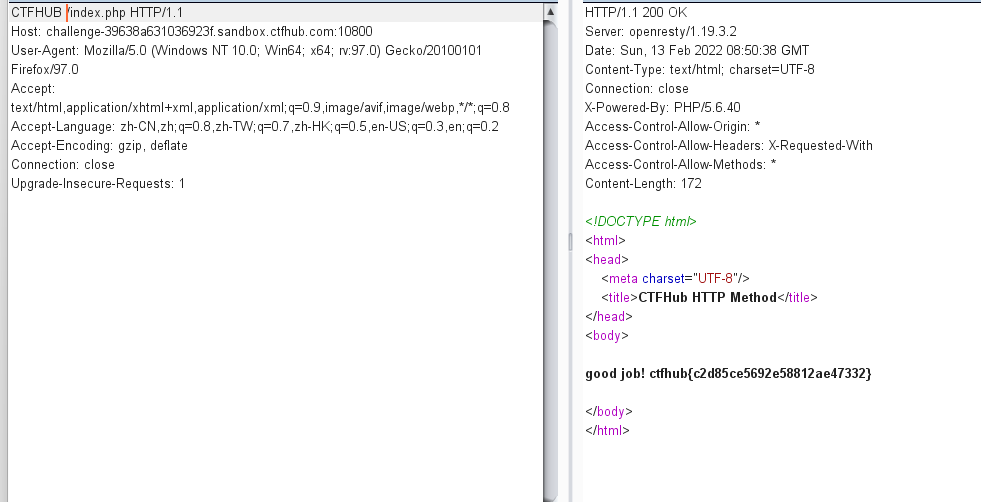 CTFHUB /index.php HTTP/1.1
Host: challenge-39638a631036923f.sandbox.ctfhub.com:10800
User-Agent: Mozilla/5.0 (Windows NT 10.0; Win64; x64; rv:97.0) Gecko/20100101
Firefox/97.0
Accept:
text/html,application/xhtml+xml,application/xml;q=0.9,image/avif,image/webp,*/*;q=0.8
Accept-Language: zh-CN,zh;q=0.8,zh-TW;q=0.7,zh-HK;q=0.5,en-US;q=0.3,en;q=0.2
Accept-Encoding: gzip, deflate
Connection: close
Upgrade-Insecure-Requests: 1
HTTP/1.1 200 OK
Server: openresty/1.19.3.2
Date: Sun, 13 Feb 2022 08:50:38 GMT
Content-Type: text/html; charset=UTF-8
Connection: close
X-Powered-By: PHP/5.6.40
Access-Control-Allow-Origin: *
Access-Control-Allow-Headers: X-Requested-With
Access-Control-Allow-Methods: *
Content-Length: 172
<!DOCTYPE html>
<html>
<head>
<meta charset="UTF-8"/>
<title>CTFHub HTTP Method</title>
</head>
<body>
good job! ctfhub{c2d85ce5692e58812ae47332}
</body>
</html>